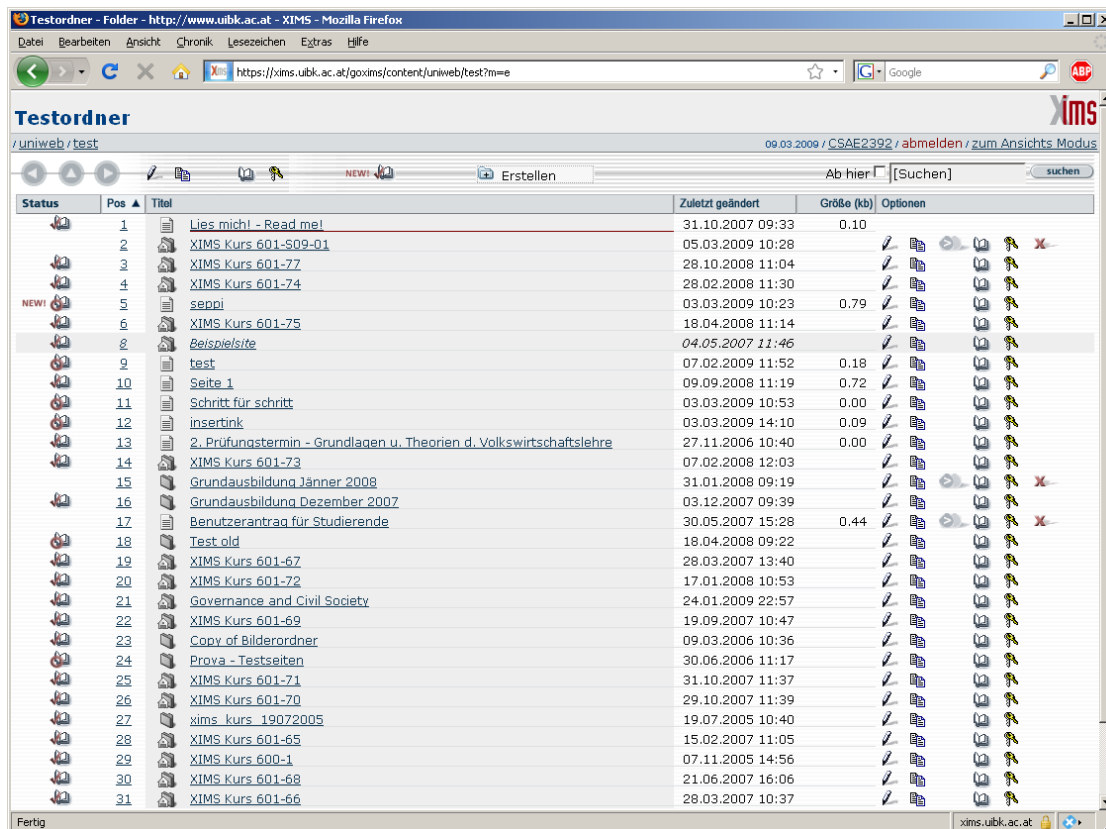 Testordner - Folder - http://www.uibk.ac.at - XIMS - Mozilla Firefox
Datei Bearbeiten Ansicht Chronik Lesezeichen Extras Hilfe
https://xims.uibk.ac.at/goxims/content/uniweb/test?m=e Google ABP
Testordner Xims
/ uniweb / test 09.03.2009 / CSAE2392 / abmelden / zum Ansichts Modus
NEW! Erstellen Ab hier [Suchen] suchen
Status Pos Titel Zuletzt geändert Größe (kb) Optionen
1 Lies mich! - Read me! 31.10.2007 09:33 0.10
2 XIMS Kurs 601-S09-01 05.03.2009 10:28
3 XIMS Kurs 601-77 28.10.2008 11:04
4 XIMS Kurs 601-74 28.02.2008 11:30
NEW! 5 seppi 03.03.2009 10:23 0.79
6 XIMS Kurs 601-75 18.04.2008 11:14
8 Beispielsite 04.05.2007 11:46
9 test 07.02.2009 11:52 0.18
10 Seite 1 09.09.2008 11:19 0.72
11 Schritt für schritt 03.03.2009 10:53 0.00
12 insertink 03.03.2009 14:10 0.09
13 2. Prüfungstermin - Grundlagen u. Theorien d. Volkswirtschaftslehre 27.11.2006 10:40 0.00
14 XIMS Kurs 601-73 07.02.2008 12:03
15 Grundausbildung Jänner 2008 31.01.2008 09:19
16 Grundausbildung Dezember 2007 03.12.2007 09:39
17 Benutzerantrag für Studierende 30.05.2007 15:28 0.44
18 Test old 18.04.2008 09:22
19 XIMS Kurs 601-67 28.03.2007 13:40
20 XIMS Kurs 601-72 17.01.2008 10:53
21 Governance and Civil Society 24.01.2009 22:57
22 XIMS Kurs 601-69 19.09.2007 10:47
23 Copy of Bilderordner 09.03.2006 10:36
24 Prova - Testseiten 30.06.2006 11:17
25 XIMS Kurs 601-71 31.10.2007 11:37
26 XIMS Kurs 601-70 29.10.2007 11:39
27 xims_kurs_19072005 19.07.2005 10:40
28 XIMS Kurs 601-65 15.02.2007 11:05
29 XIMS Kurs 600-1 07.11.2005 14:56
30 XIMS Kurs 601-68 21.06.2007 16:06
31 XIMS Kurs 601-66 28.03.2007 10:37
Fertig xims.uibk.ac.at